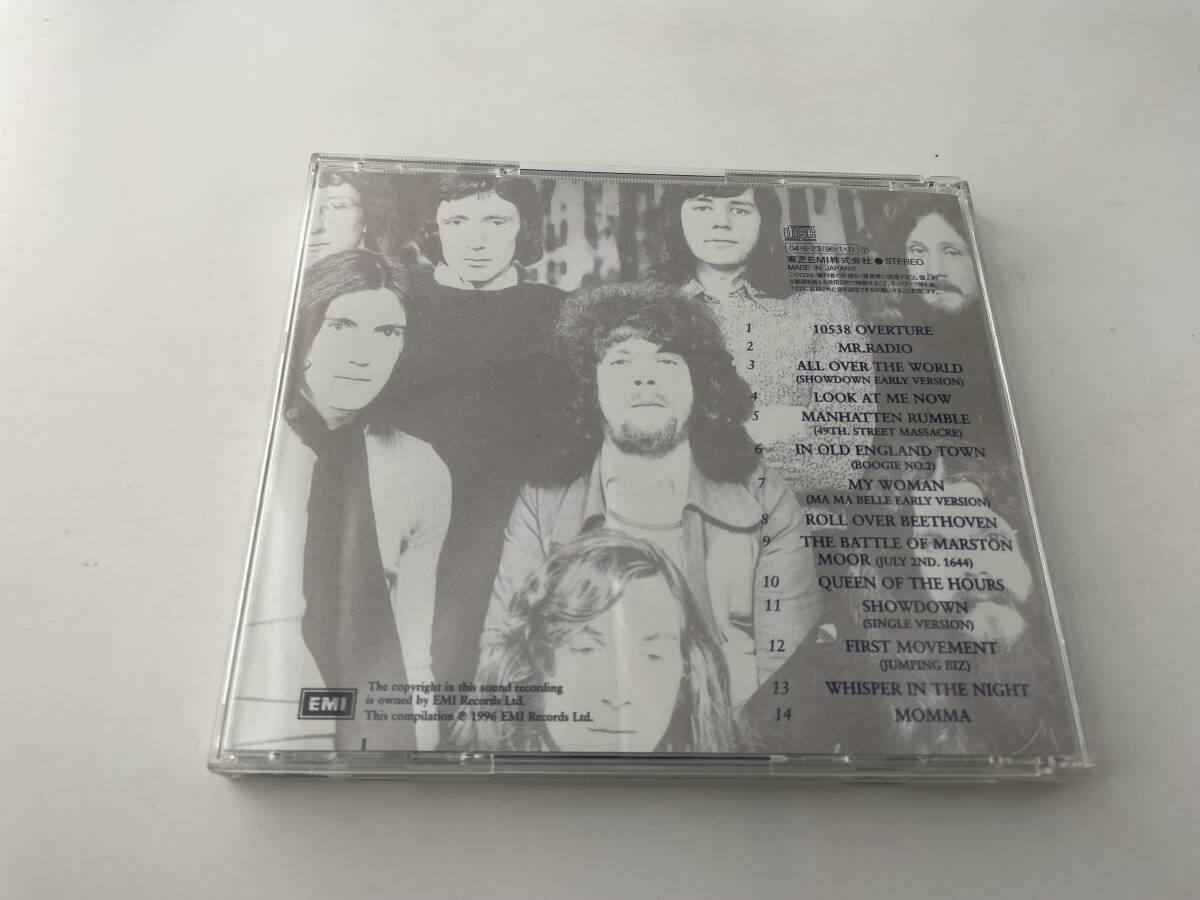 COMPACT
disc
DIGITAL AUDIO
04・6・23(96・1・1) Y
東芝EMI株式会社 ● STEREO
MADE IN JAPAN
1 10538 OVERTURE
2 MR.RADIO
3 ALL OVER THE WORLD
(SHOWDOWN EARLY VERSION)
4 LOOK AT ME NOW
5 MANHATTEN RUMBLE
(49TH. STREET MASSACRE)
6 IN OLD ENGLAND TOWN
(BOOGIE NO.2)
7 MY WOMAN
(MA MA BELLE EARLY VERSION)
8 ROLL OVER BEETHOVEN
9 THE BATTLE OF MARSTON
MOOR (JULY 2ND. 1644)
10 QUEEN OF THE HOURS
11 SHOWDOWN
(SINGLE VERSION)
12 FIRST MOVEMENT
(JUMPING BIZ)
13 WHISPER IN THE NIGHT
14 MOMMA
EMI
The copyright in this sound recording
is owned by EMI Records Ltd.
This compilation ℗ 1996 EMI Records Ltd.